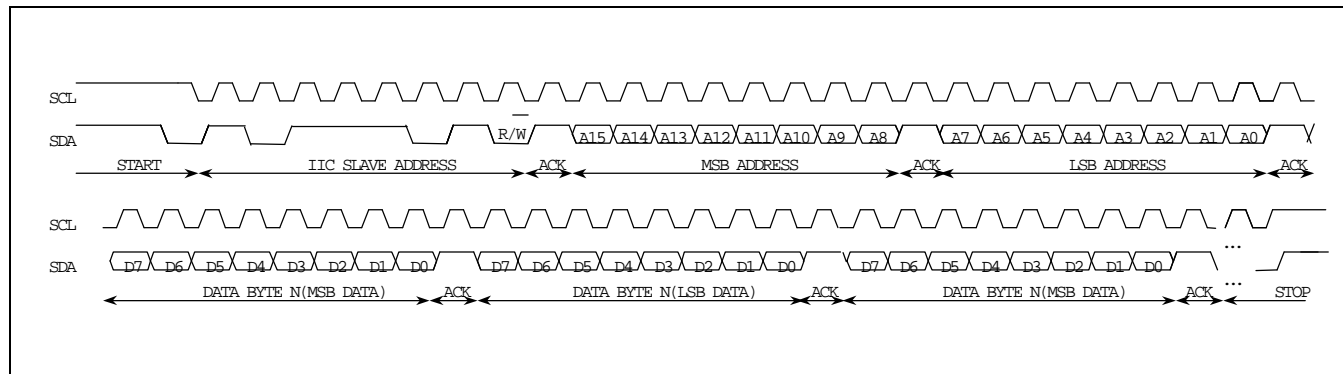 SCL
SDA R/W A15 A14 A13 A12 A11 A10 A9 A8 A7 A6 A5 A4 A3 A2 A1 A0
START IIC SLAVE ADDRESS ACK MSB ADDRESS ACK LSB ADDRESS ACK
SCL
...
SDA D7 D6 D5 D4 D3 D2 D1 D0 D7 D6 D5 D4 D3 D2 D1 D0 D7 D6 D5 D4 D3 D2 D1 D0
...
DATA BYTE N(MSB DATA) ACK DATA BYTE N(LSB DATA) ACK DATA BYTE N(MSB DATA) ACK STOP